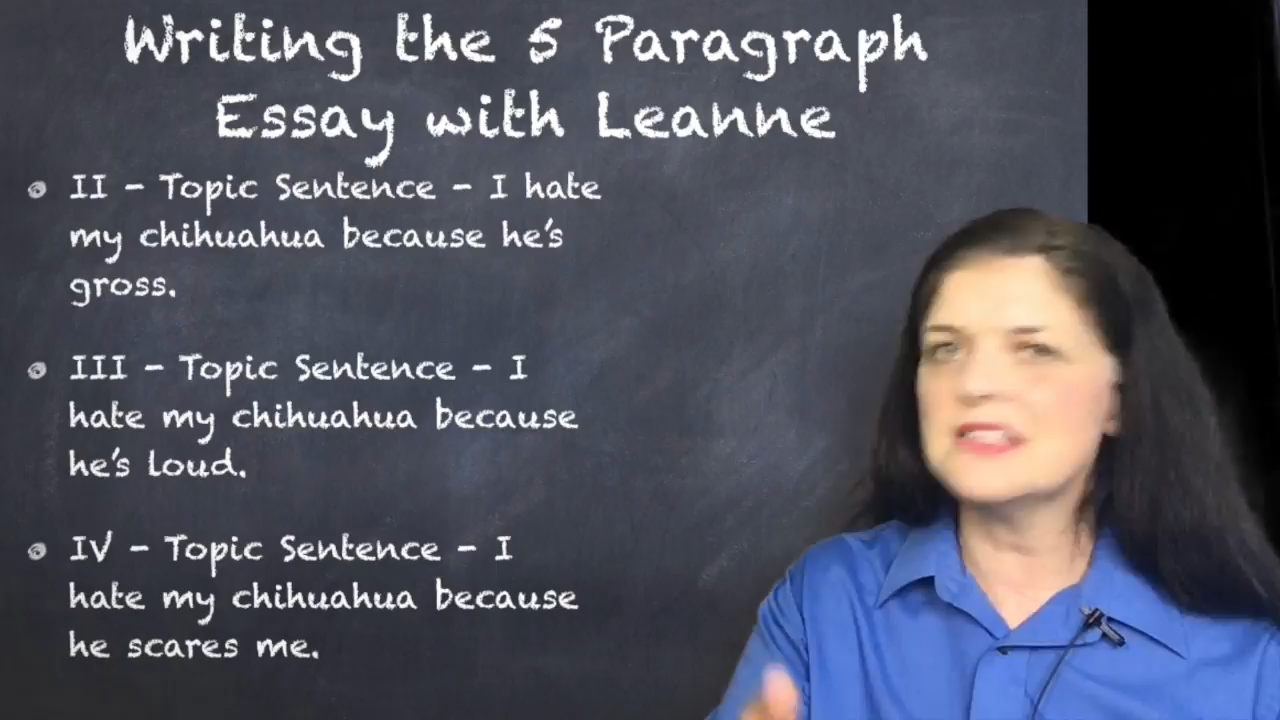 Writing the 5 Paragraph
Essay with Leanne
II - Topic Sentence - I hate
my chihuahua because he's
gross.
III - Topic Sentence - I
hate my chihuahua because
he's loud.
IV - Topic Sentence - I
hate my chihuahua because
he scares me.